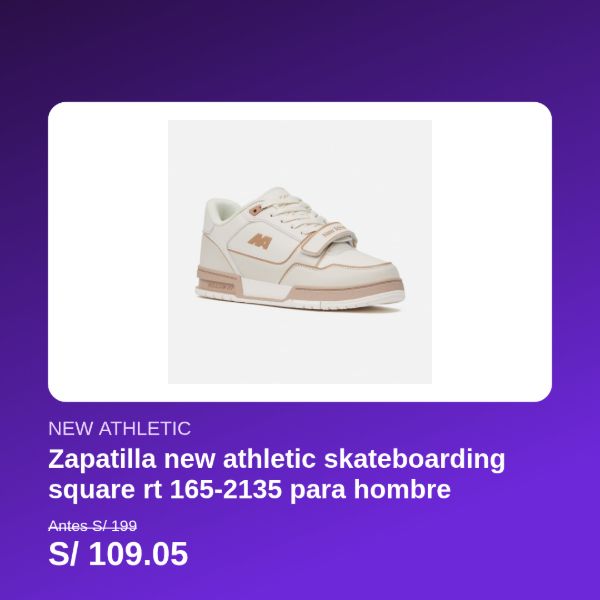 NEW ATHLETIC
Zapatilla new athletic skateboarding
square rt 165-2135 para hombre
Antes S/ 199
S/ 109.05